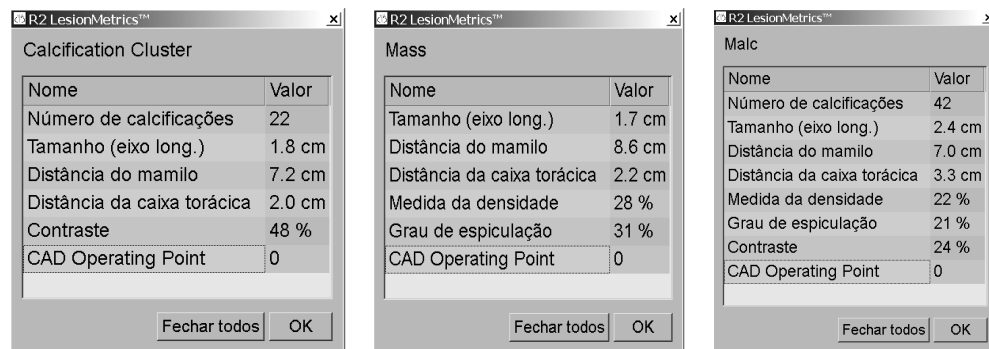 R2 LesionMetrics™
Calcification Cluster
Nome Valor
Número de calcificações 22
Tamanho (eixo long.) 1.8 cm
Distância do mamilo 7.2 cm
Distância da caixa torácica 2.0 cm
Contraste 48 %
CAD Operating Point 0
Fechar todos OK
R2 LesionMetrics™
Mass
Nome Valor
Tamanho (eixo long.) 1.7 cm
Distância do mamilo 8.6 cm
Distância da caixa torácica 2.2 cm
Medida da densidade 28 %
Grau de espiculação 31 %
CAD Operating Point 0
Fechar todos OK
R2 LesionMetrics™
Malc
Nome Valor
Número de calcificações 42
Tamanho (eixo long.) 2.4 cm
Distância do mamilo 7.0 cm
Distância da caixa torácica 3.3 cm
Medida da densidade 22 %
Grau de espiculação 21 %
Contraste 24 %
CAD Operating Point 0
Fechar todos OK